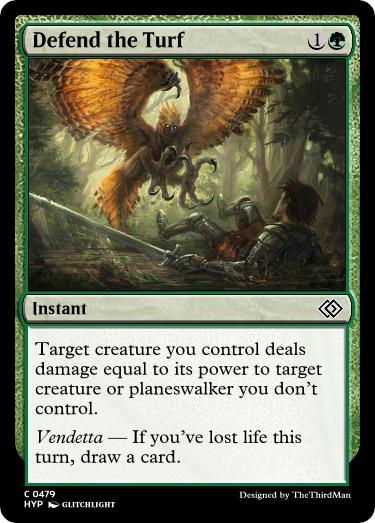 Defend the Turf 1
Instant
Target creature you control deals
damage equal to its power to target
creature or planeswalker you don't
control.
Vendetta — If you've lost life this
turn, draw a card.
C 0479
HYP GLITCHLIGHT
Designed by TheThirdMan